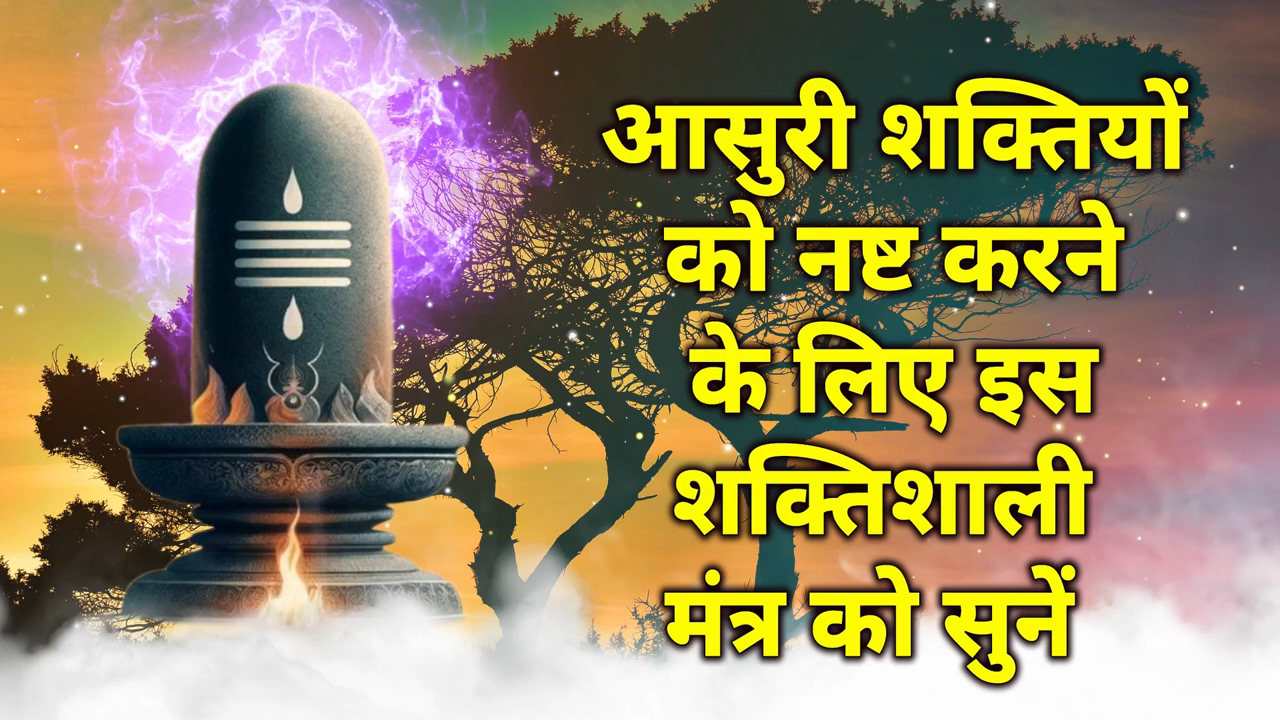 आसुरी शक्तियों
को नष्ट करने
के लिए इस
शक्तिशाली
मंत्र को सुनें